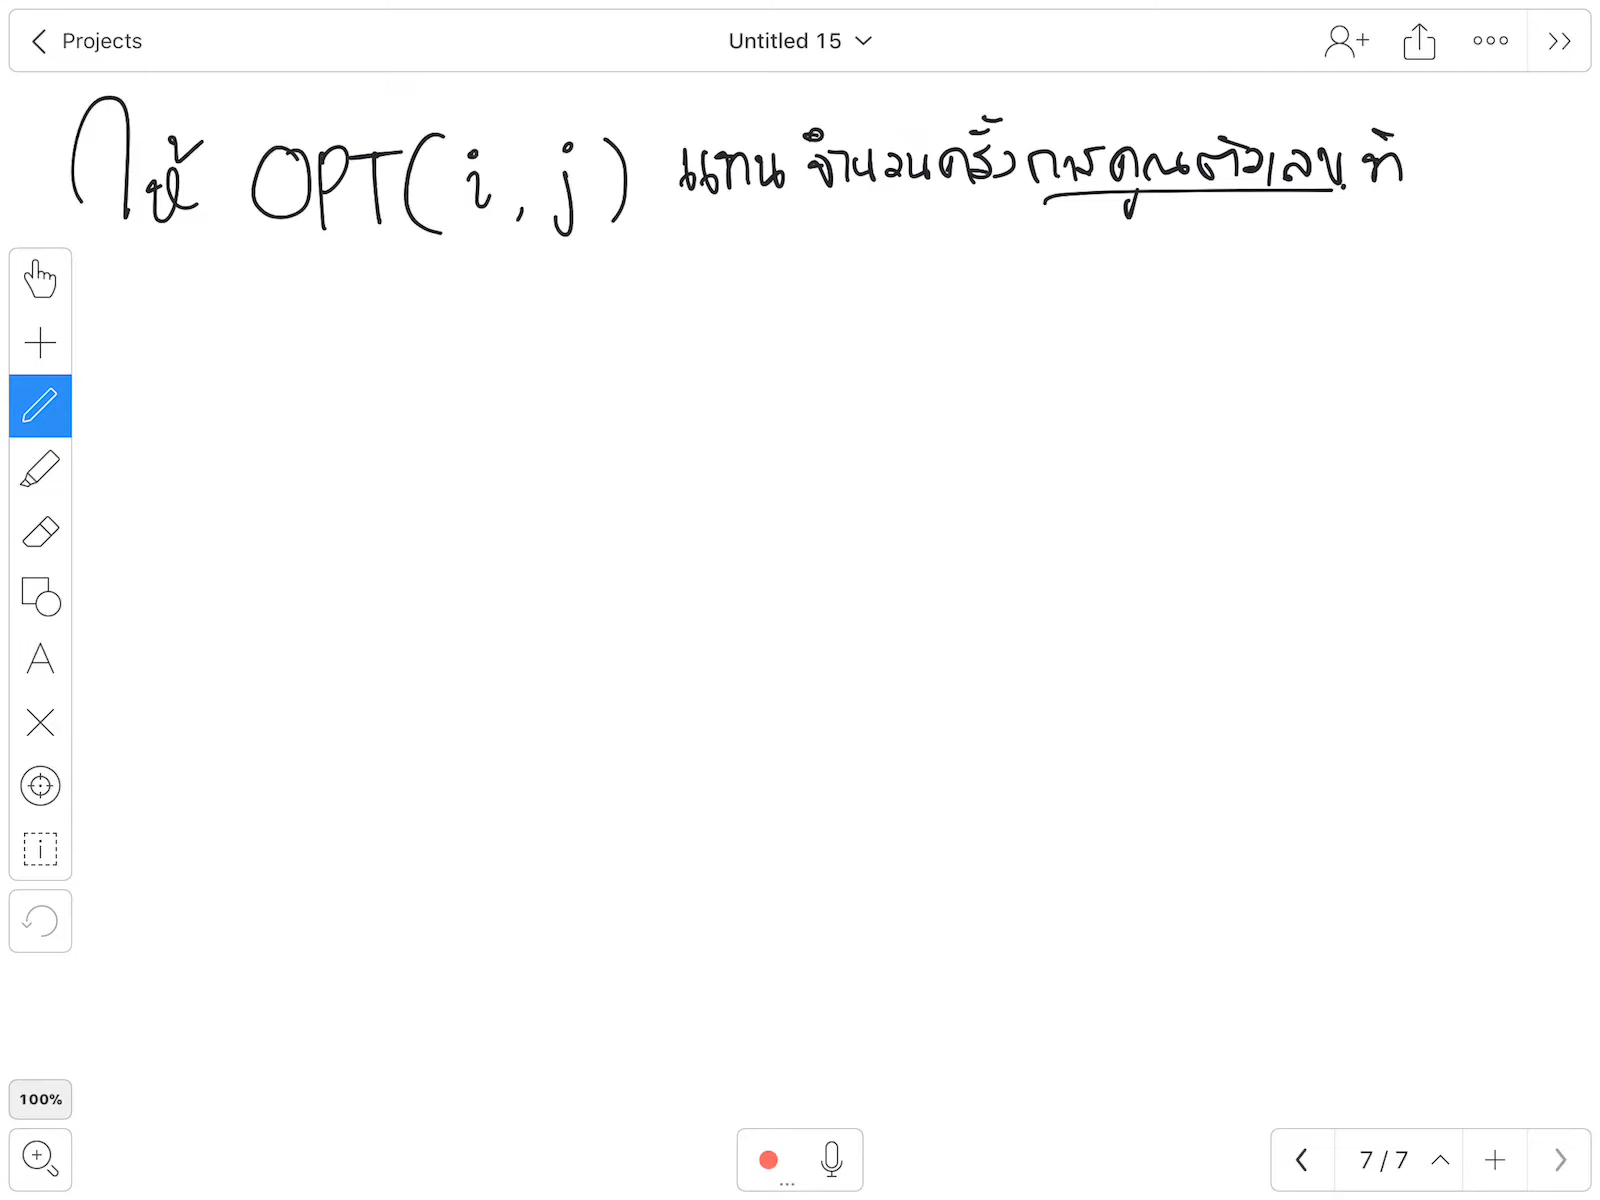 Projects
Untitled 15
ให้ OPT(i, j) แทน จำนวนครั้งการคูณตัวเลข ที่
A
i
100%
7 / 7